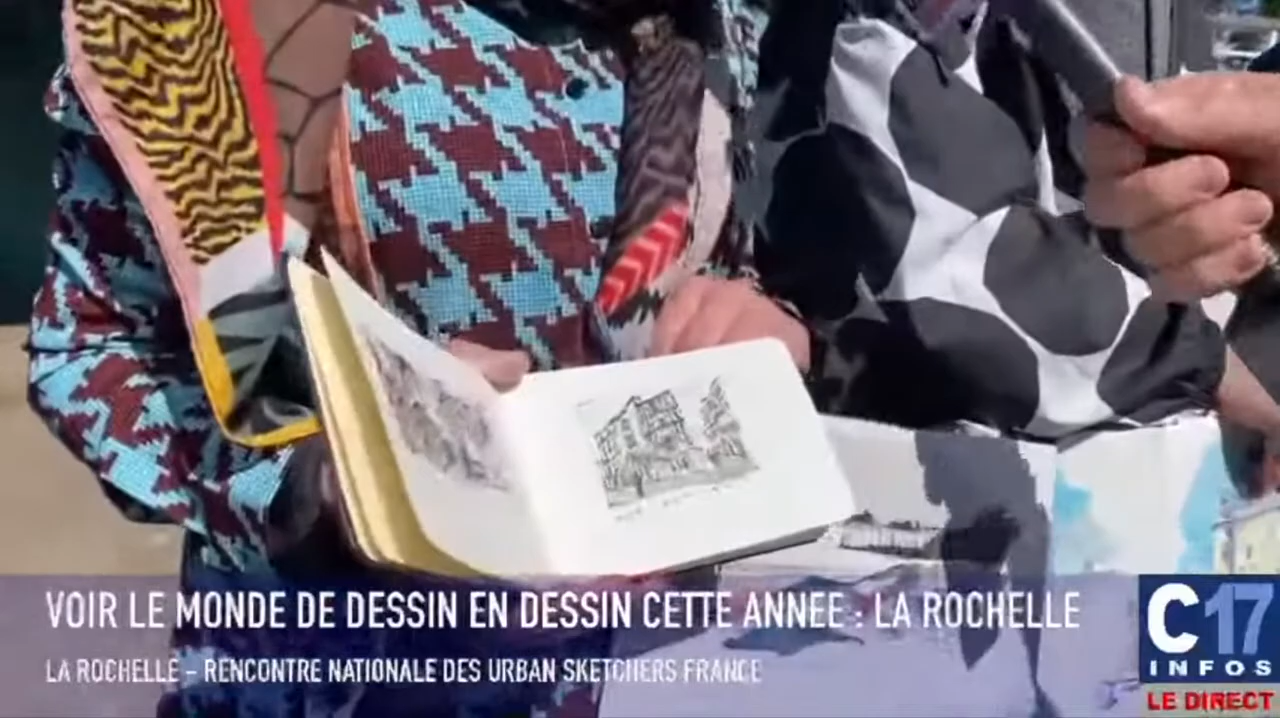 VOIR LE MONDE DE DESSIN EN DESSIN CETTE ANNEE : LA ROCHELLE
LA ROCHELLE - RENCONTRE NATIONALE DES URBAN SKETCHERS FRANCE
C17
INFOS
LE DIRECT